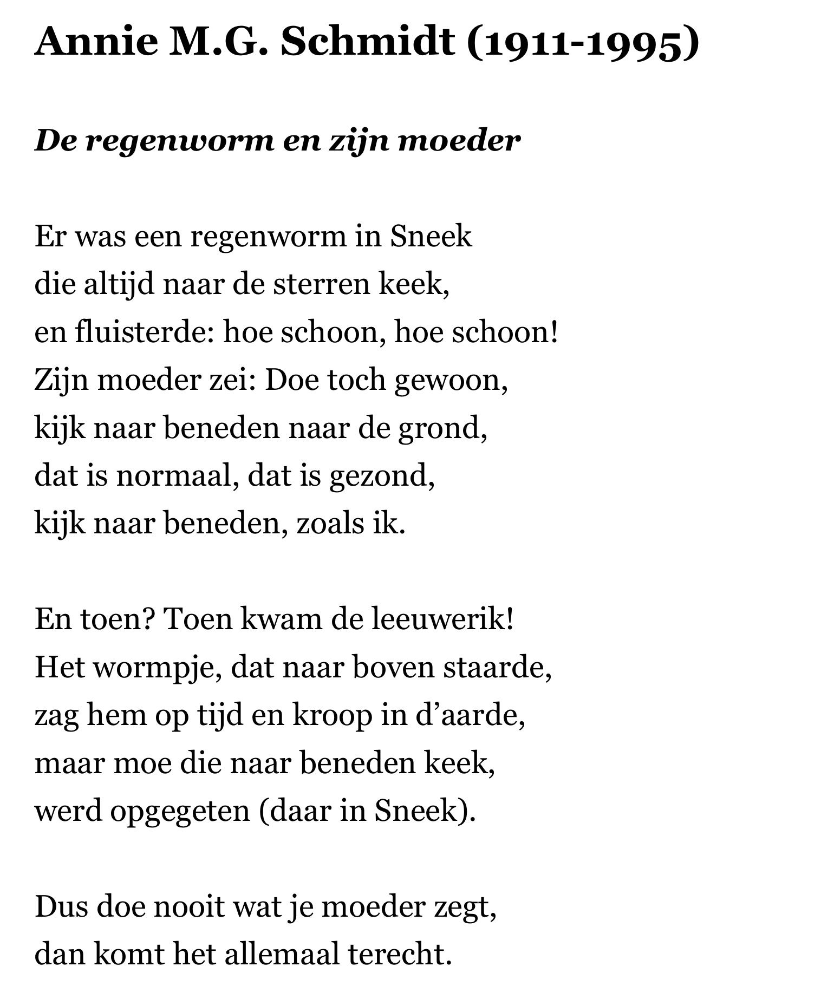 Annie M.G. Schmidt (1911-1995)
De regenworm en zijn moeder
Er was een regenworm in Sneek
die altijd naar de sterren keek,
en fluisterde: hoe schoon, hoe schoon!
Zijn moeder zei: Doe toch gewoon,
kijk naar beneden naar de grond,
dat is normaal, dat is gezond,
kijk naar beneden, zoals ik.
En toen? Toen kwam de leeuwerik!
Het wormpje, dat naar boven staarde,
zag hem op tijd en kroop in d’aarde,
maar moe die naar beneden keek,
werd opgegeten (daar in Sneek).
Dus doe nooit wat je moeder zegt,
dan komt het allemaal terecht.